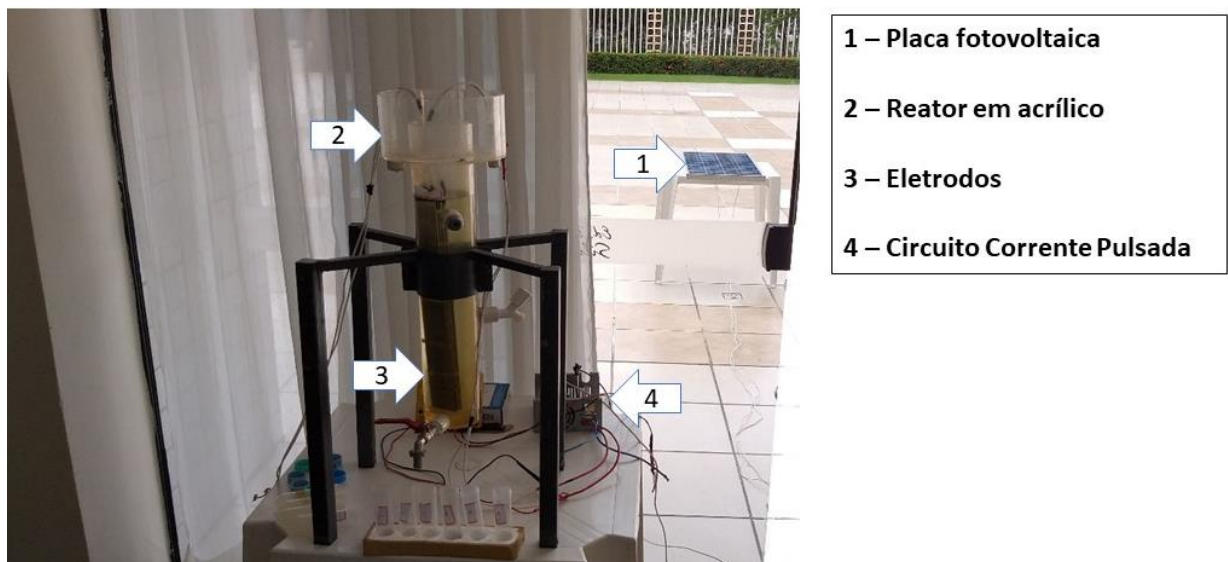 1 – Placa fotovoltaica
2 – Reator em acrílico
3 – Eletrodos
4 – Circuito Corrente Pulsada
2
1
3
4